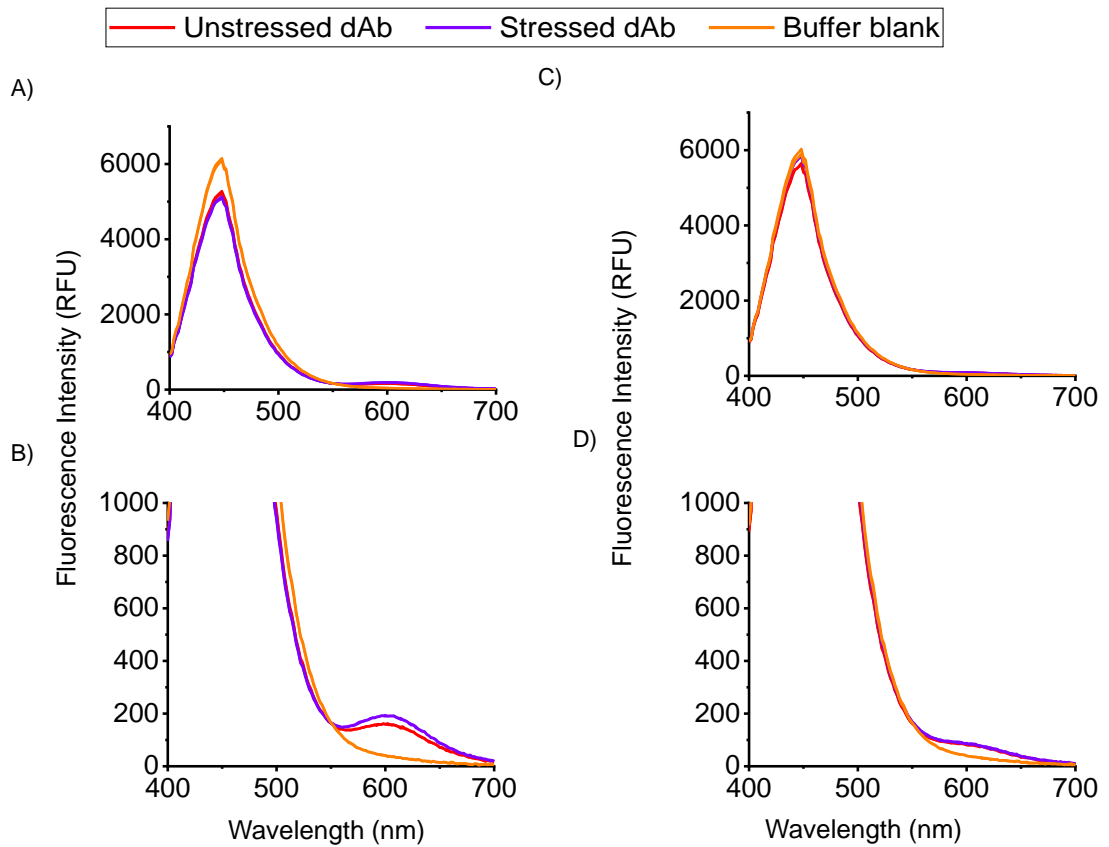 Unstressed dAb Stressed dAb Buffer blank
A)
6000
4000
2000
0
400 500 600 700
B)
1000
800
600
400
200
0
400 500 600 700
Fluorescence Intensity (RFU)
Wavelength (nm)
C)
6000
4000
2000
0
400 500 600 700
D)
1000
800
600
400
200
0
400 500 600 700
Fluorescence Intensity (RFU)
Wavelength (nm)